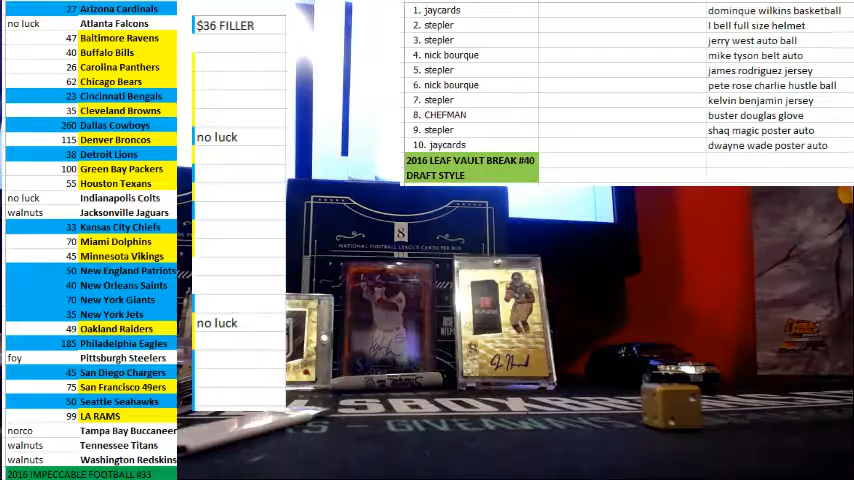 27 Arizona Cardinals
no luck Atlanta Falcons
47 Baltimore Ravens
40 Buffalo Bills
26 Carolina Panthers
62 Chicago Bears
23 Cincinnati Bengals
35 Cleveland Browns
260 Dallas Cowboys
115 Denver Broncos
38 Detroit Lions
100 Green Bay Packers
55 Houston Texans
no luck Indianapolis Colts
walnuts Jacksonville Jaguars
33 Kansas City Chiefs
70 Miami Dolphins
45 Minnesota Vikings
50 New England Patriots
40 New Orleans Saints
70 New York Giants
35 New York Jets
49 Oakland Raiders
185 Philadelphia Eagles
foy Pittsburgh Steelers
45 San Diego Chargers
75 San Francisco 49ers
50 Seattle Seahawks
99 LA RAMS
norco Tampa Bay Buccaneer
walnuts Tennessee Titans
walnuts Washington Redskins
2016 IMPECCABLE FOOTBALL #33
$36 FILLER
no luck
no luck
1. jaycards dominque wilkins basketball
2. stepler l bell full size helmet
3. stepler jerry west auto ball
4. nick bourque mike tyson belt auto
5. stepler james rodriguez jersey
6. nick bourque pete rose charlie hustle ball
7. stepler kelvin benjamin jersey
8. CHEFMAN buster douglas glove
9. stepler shaq magic poster auto
10. jaycards dwayne wade poster auto
2016 LEAF VAULT BREAK #40
DRAFT STYLE
8
NATIONAL FOOTBALL LEAGUE CARDS PER BOX
- GIVEAWAYS